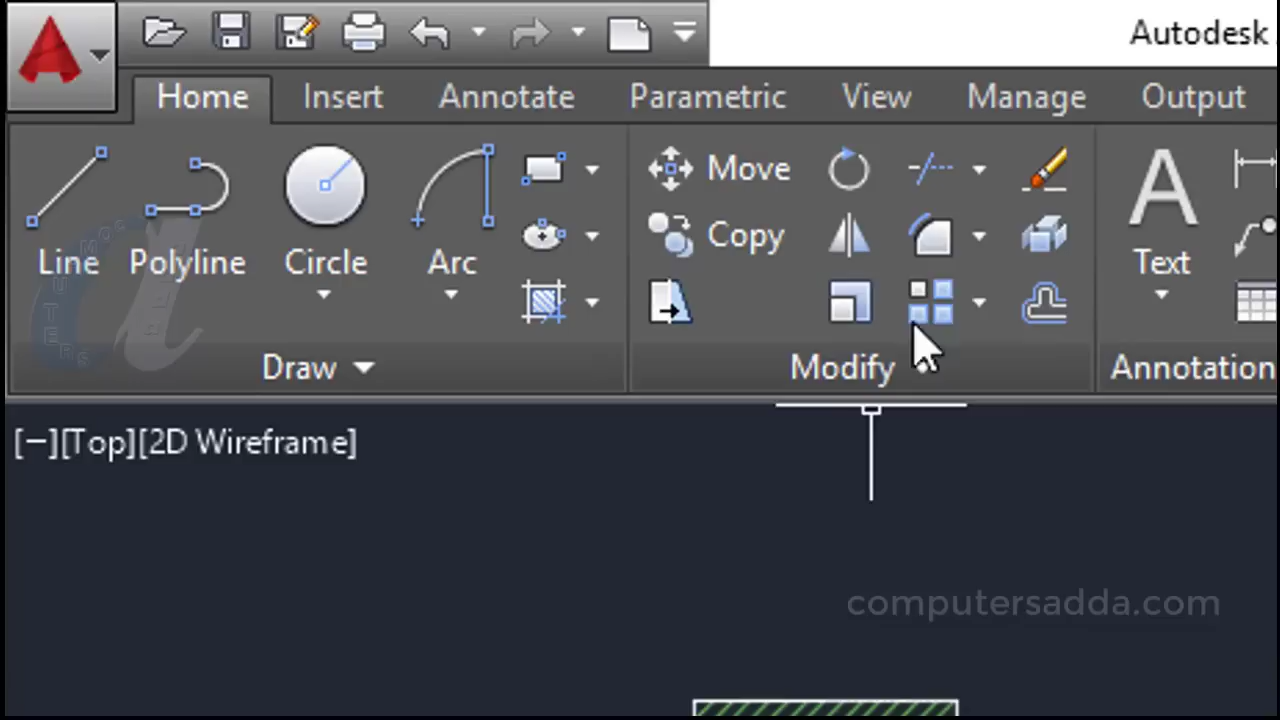 Autodesk
Home Insert Annotate Parametric View Manage Output
Move
Copy
Line Polyline Circle Arc Text
Draw Modify Annotation
[−][Top][2D Wireframe]
computersadda.com